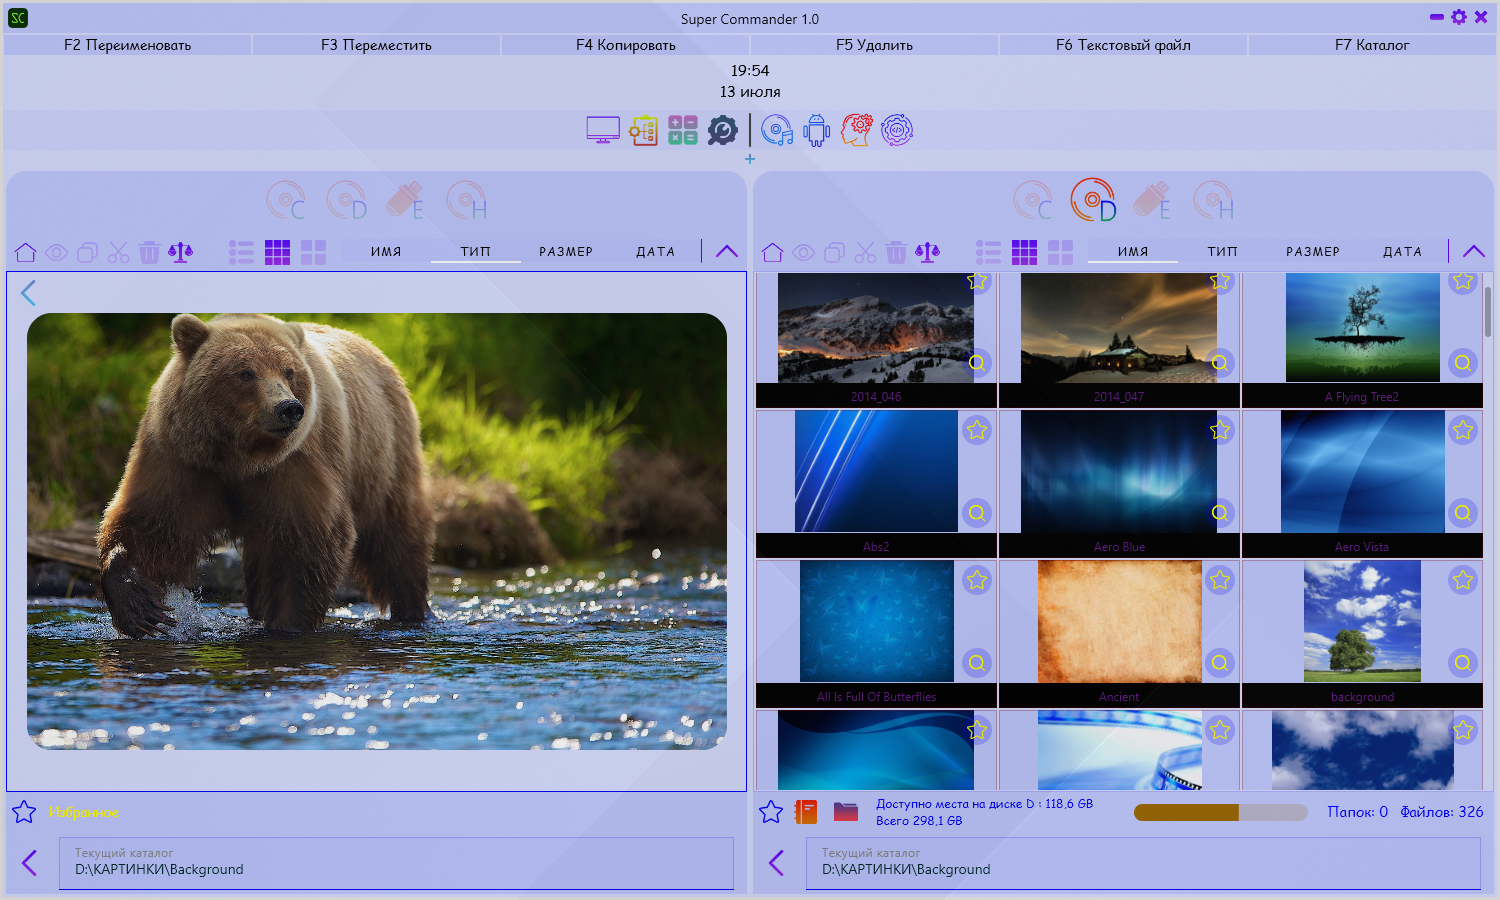 SC
Super Commander 1.0
F2 Переименовать
F3 Переместить
F4 Копировать
F5 Удалить
F6 Текстовый файл
F7 Каталог
19:54
13 июля
C
D
E
H
C
D
E
H
ИМЯ
ТИП
РАЗМЕР
ДАТА
ИМЯ
ТИП
РАЗМЕР
ДАТА
2014_046
2014_047
A Flying Tree2
Abs2
Aero Blue
Aero Vista
All Is Full Of Butterflies
Ancient
background
Избранное
Доступно места на диске D : 118,6 GB
Всего 298,1 GB
Папок: 0
Файлов: 326
Текущий каталог
D:\КАРТИНКИ\Background
Текущий каталог
D:\КАРТИНКИ\Background